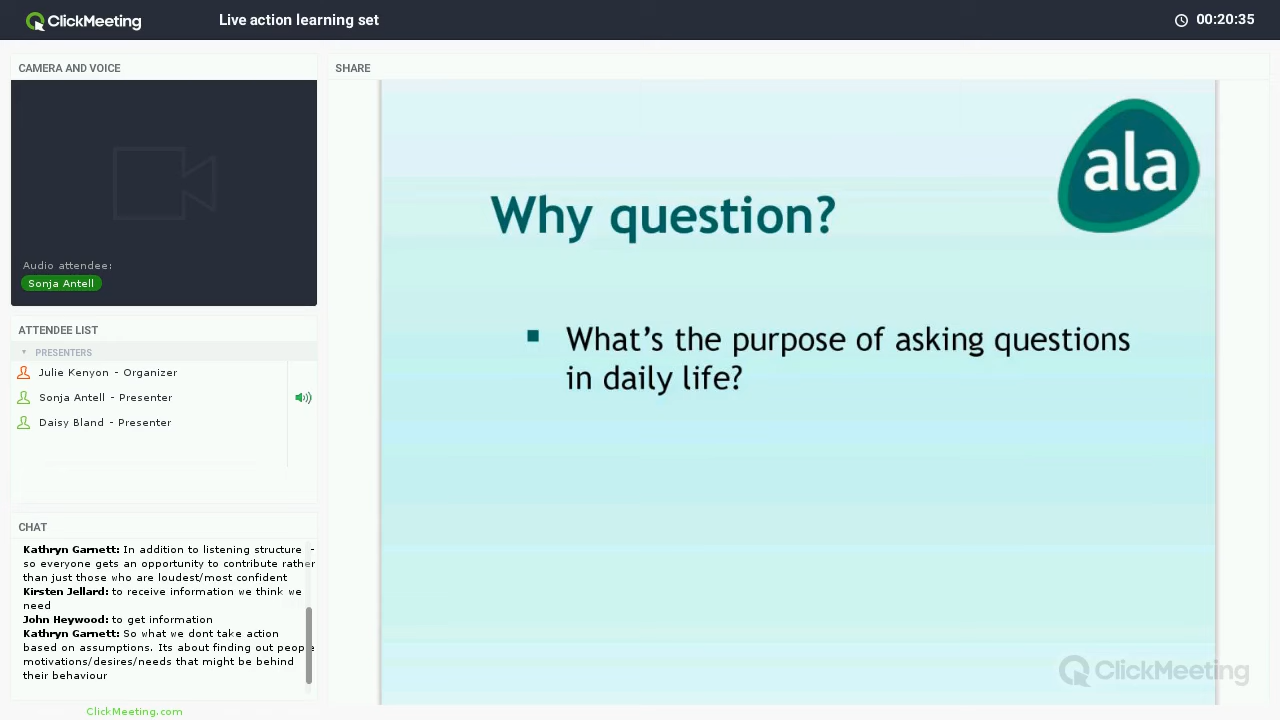 ClickMeeting
Live action learning set
00:20:35
CAMERA AND VOICE
Audio attendee:
Sonja Antell
ATTENDEE LIST
PRESENTERS
Julie Kenyon - Organizer
Sonja Antell - Presenter
Daisy Bland - Presenter
CHAT
Kathryn Garnett: In addition to listening structure -
so everyone gets an opportunity to contribute rather
than just those who are loudest/most confident
Kirsten Jellard: to receive information we think we
need
John Heywood: to get information
Kathryn Garnett: So what we dont take action
based on assumptions. Its about finding out people
motivations/desires/needs that might be behind
their behaviour
ClickMeeting.com
SHARE
ala
Why question?
What's the purpose of asking questions
in daily life?
ClickMeeting